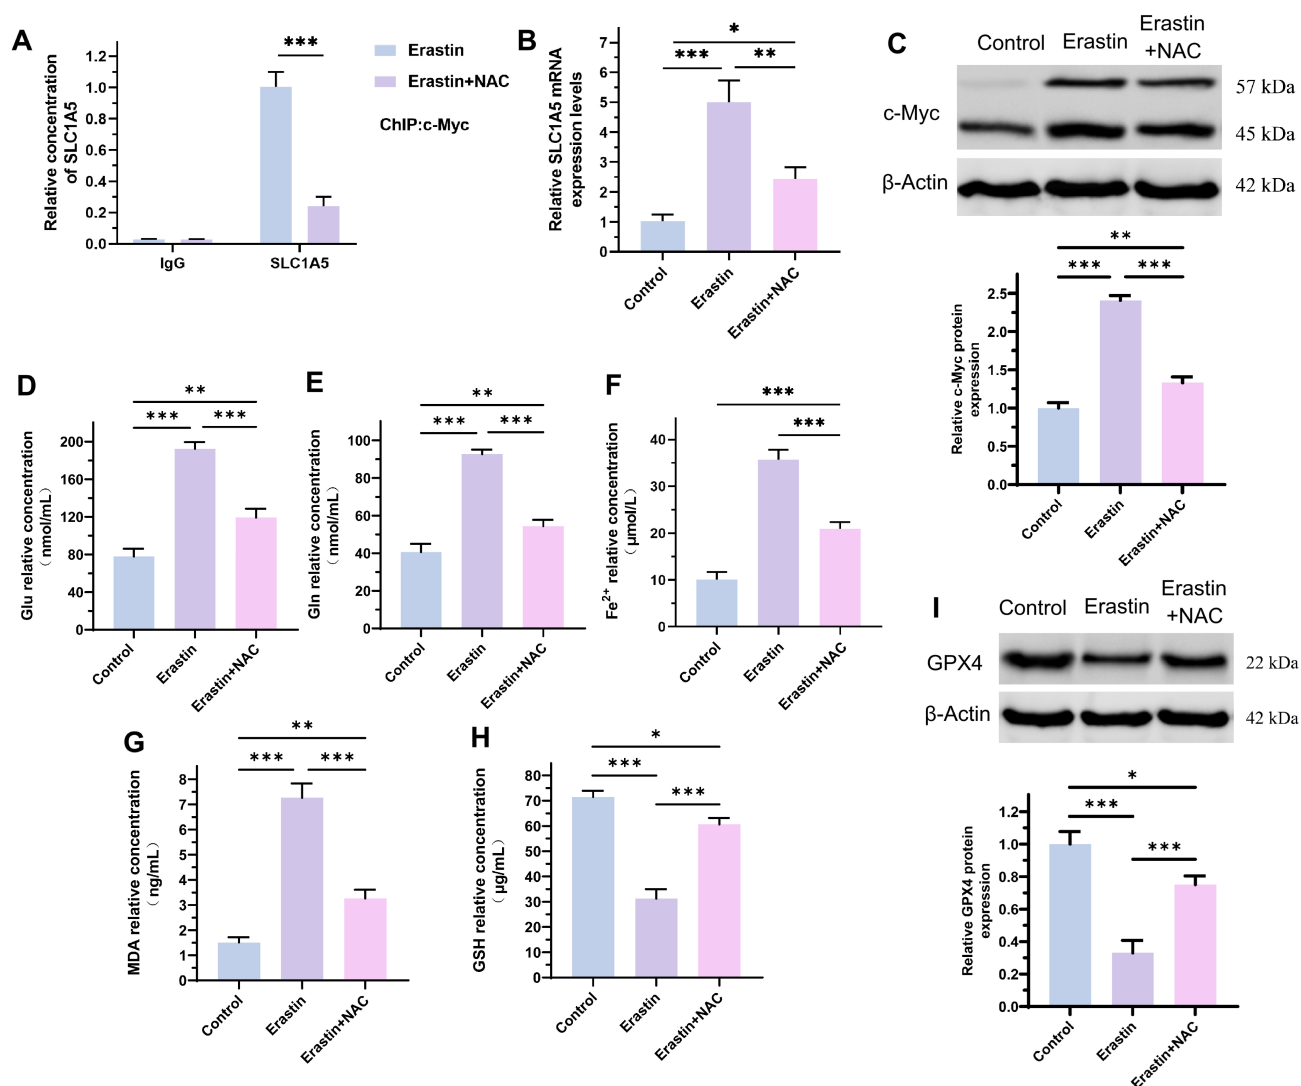 A
Relative concentration
of SLC1A5
1.2
1.0
0.8
0.6
0.4
0.2
0.0
***
IgG
SLC1A5
Erastin
Erastin+NAC
ChIP:c-Myc
B
Relative SLC1A5 mRNA
expression levels
7
6
5
4
3
2
1
0
*
***
**
Control
Erastin
Erastin+NAC
C
Control
Erastin
Erastin
+NAC
c-Myc
57 kDa
45 kDa
β-Actin
42 kDa
**
***
***
Relative c-Myc protein
expression
2.5
2.0
1.5
1.0
0.5
0.0
Control
Erastin
Erastin+NAC
D
Glu relative concentration
（nmol/mL）
200
160
120
80
40
0
**
***
***
Control
Erastin
Erastin+NAC
E
Gln relative concentration
（nmol/mL）
100
80
60
40
20
0
**
***
***
Control
Erastin
Erastin+NAC
F
Fe2+ relative concentration
（μmol/L）
40
30
20
10
0
***
***
Control
Erastin
Erastin+NAC
G
MDA relative concentration
（ng/mL）
8
7
6
5
4
3
2
1
0
**
***
***
Control
Erastin
Erastin+NAC
H
GSH relative concentration
（μg/mL）
80
70
60
50
40
30
20
10
0
*
***
***
Control
Erastin
Erastin+NAC
I
Control
Erastin
Erastin
+NAC
GPX4
22 kDa
β-Actin
42 kDa
*
***
***
Relative GPX4 protein
expression
1.2
1.0
0.8
0.6
0.4
0.2
0.0
Control
Erastin
Erastin+NAC